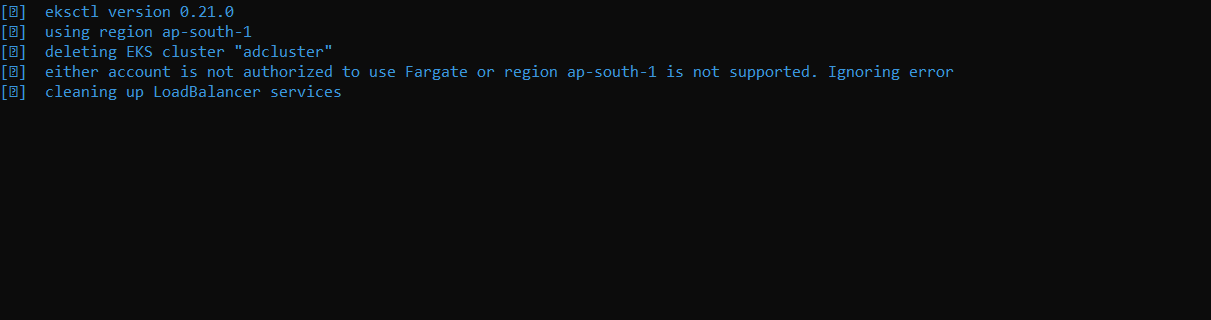 [⍰]  eksctl version 0.21.0
[⍰]  using region ap-south-1
[⍰]  deleting EKS cluster "adcluster"
[⍰]  either account is not authorized to use Fargate or region ap-south-1 is not supported. Ignoring error
[⍰]  cleaning up LoadBalancer services